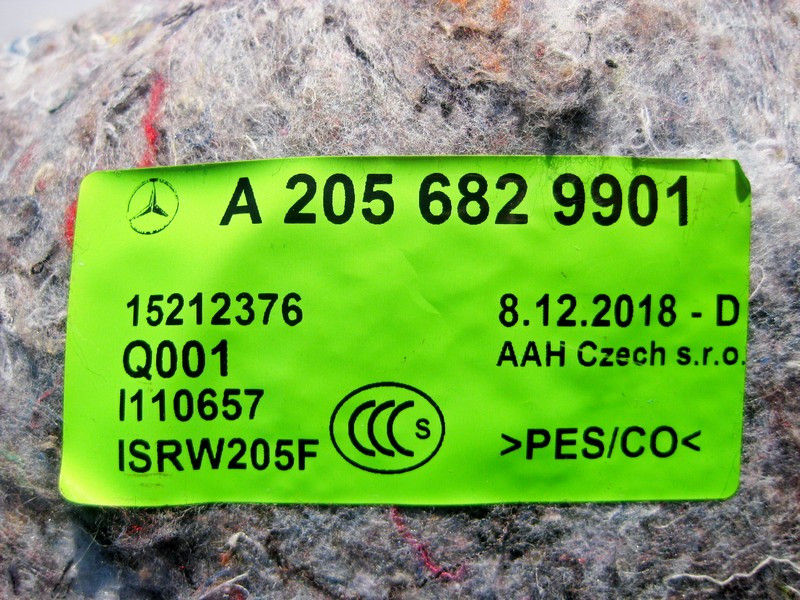 A 205 682 9901
15212376
8.12.2018 - D
Q001
AAH Czech s.r.o.
I110657
CCC S
ISRW205F
>PES/CO<